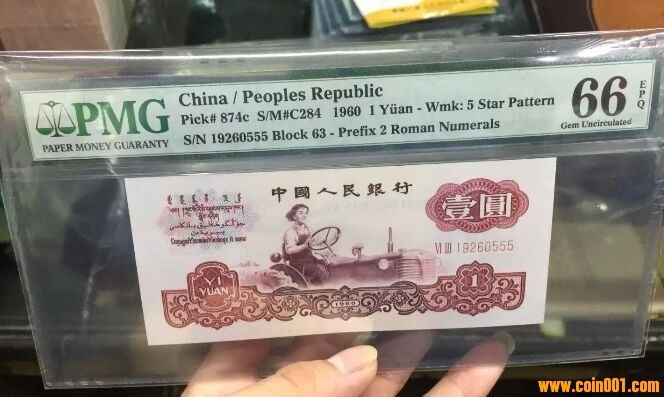 PMG
PAPER MONEY GUARANTY
China / Peoples Republic
Pick# 874c S/M#C284 1960 1 Yüan - Wmk: 5 Star Pattern
S/N 19260555 Block 63 - Prefix 2 Roman Numerals
66 EPQ
Gem Uncirculated
中國人民銀行
壹圓
VI III 19260555
YI
YUAN
1960
1
www.coin001.com